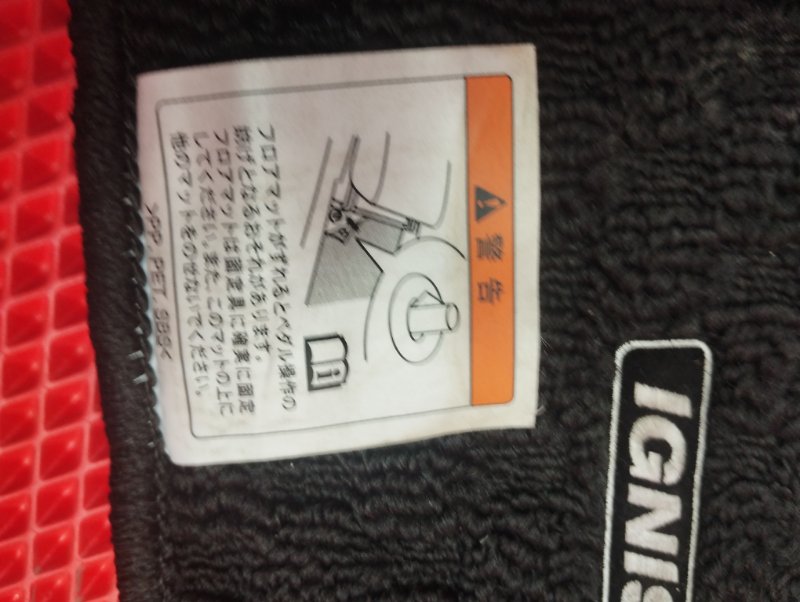 警告
フロアマットがずれるとペダル操作の
妨げとなるおそれがあります。
フロアマットは固定具に確実に固定
してください。また、このマットの上に
他のマットをのせないでください。
>PP, PET, SBS<
IGNIS